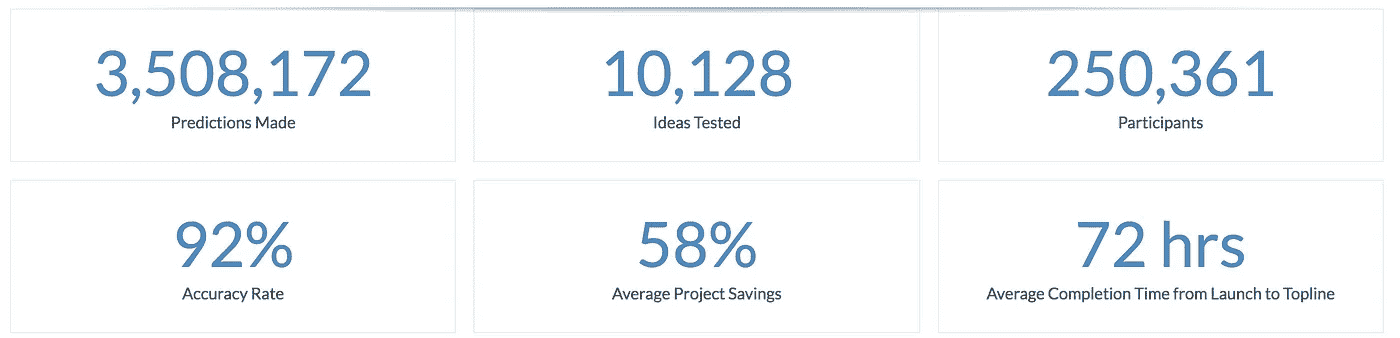 3,508,172
Predictions Made
10,128
Ideas Tested
250,361
Participants
92%
Accuracy Rate
58%
Average Project Savings
72 hrs
Average Completion Time from Launch to Topline